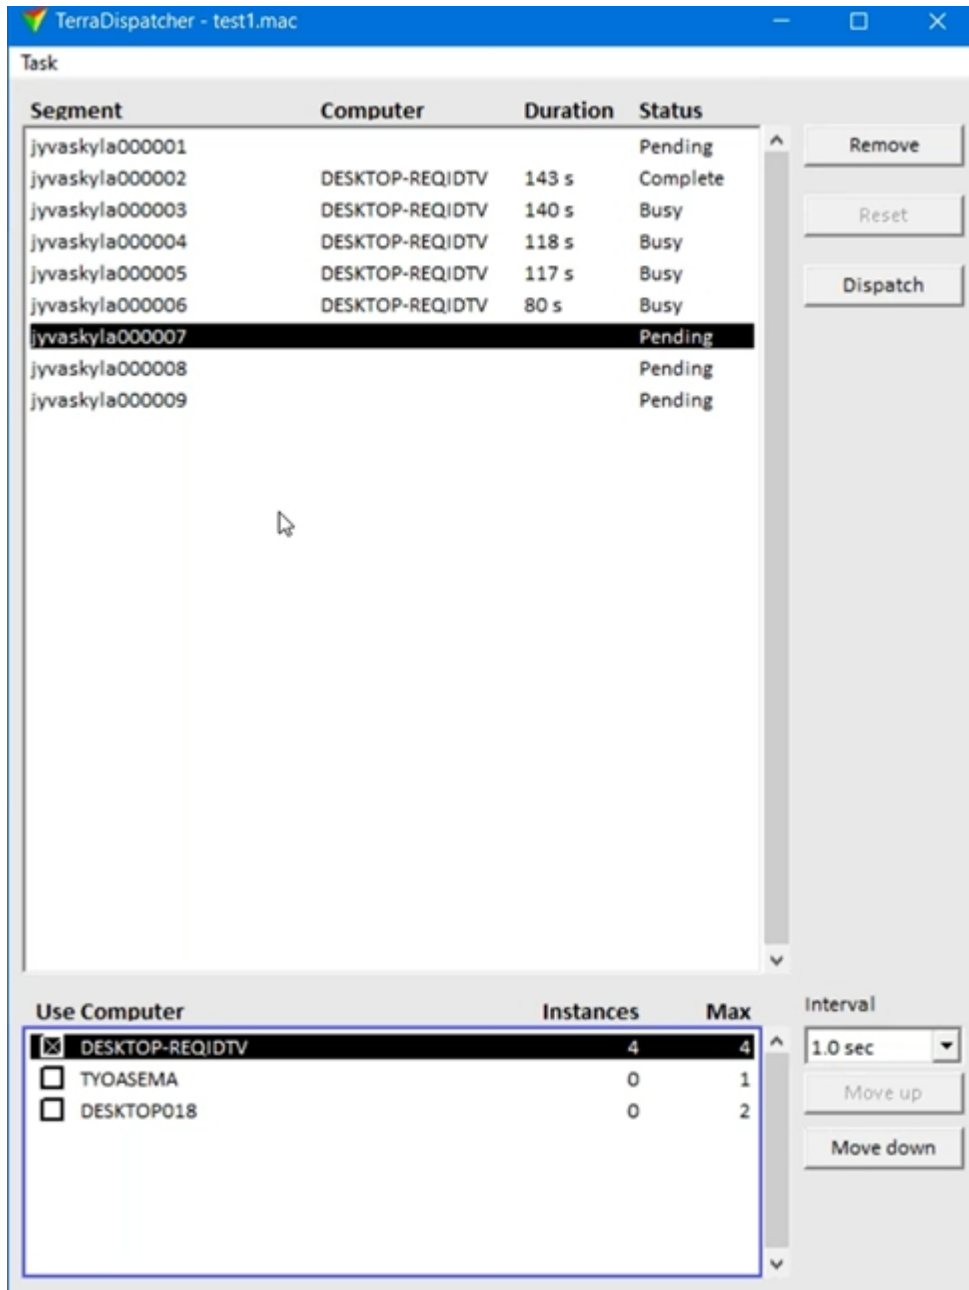 TerraDispatcher - test1.mac
Task
Segment Computer Duration Status
jyvaskyla000001 Pending
Remove
jyvaskyla000002 DESKTOP-REQIDTV 143 s Complete
jyvaskyla000003 DESKTOP-REQIDTV 140 s Busy
Reset
jyvaskyla000004 DESKTOP-REQIDTV 118 s Busy
jyvaskyla000005 DESKTOP-REQIDTV 117 s Busy
Dispatch
jyvaskyla000006 DESKTOP-REQIDTV 80 s Busy
jyvaskyla000007 Pending
jyvaskyla000008 Pending
jyvaskyla000009 Pending
Use Computer Instances Max
Interval
DESKTOP-REQIDTV 4 4
1.0 sec
TYOASEMA 0 1
Move up
DESKTOP018 0 2
Move down